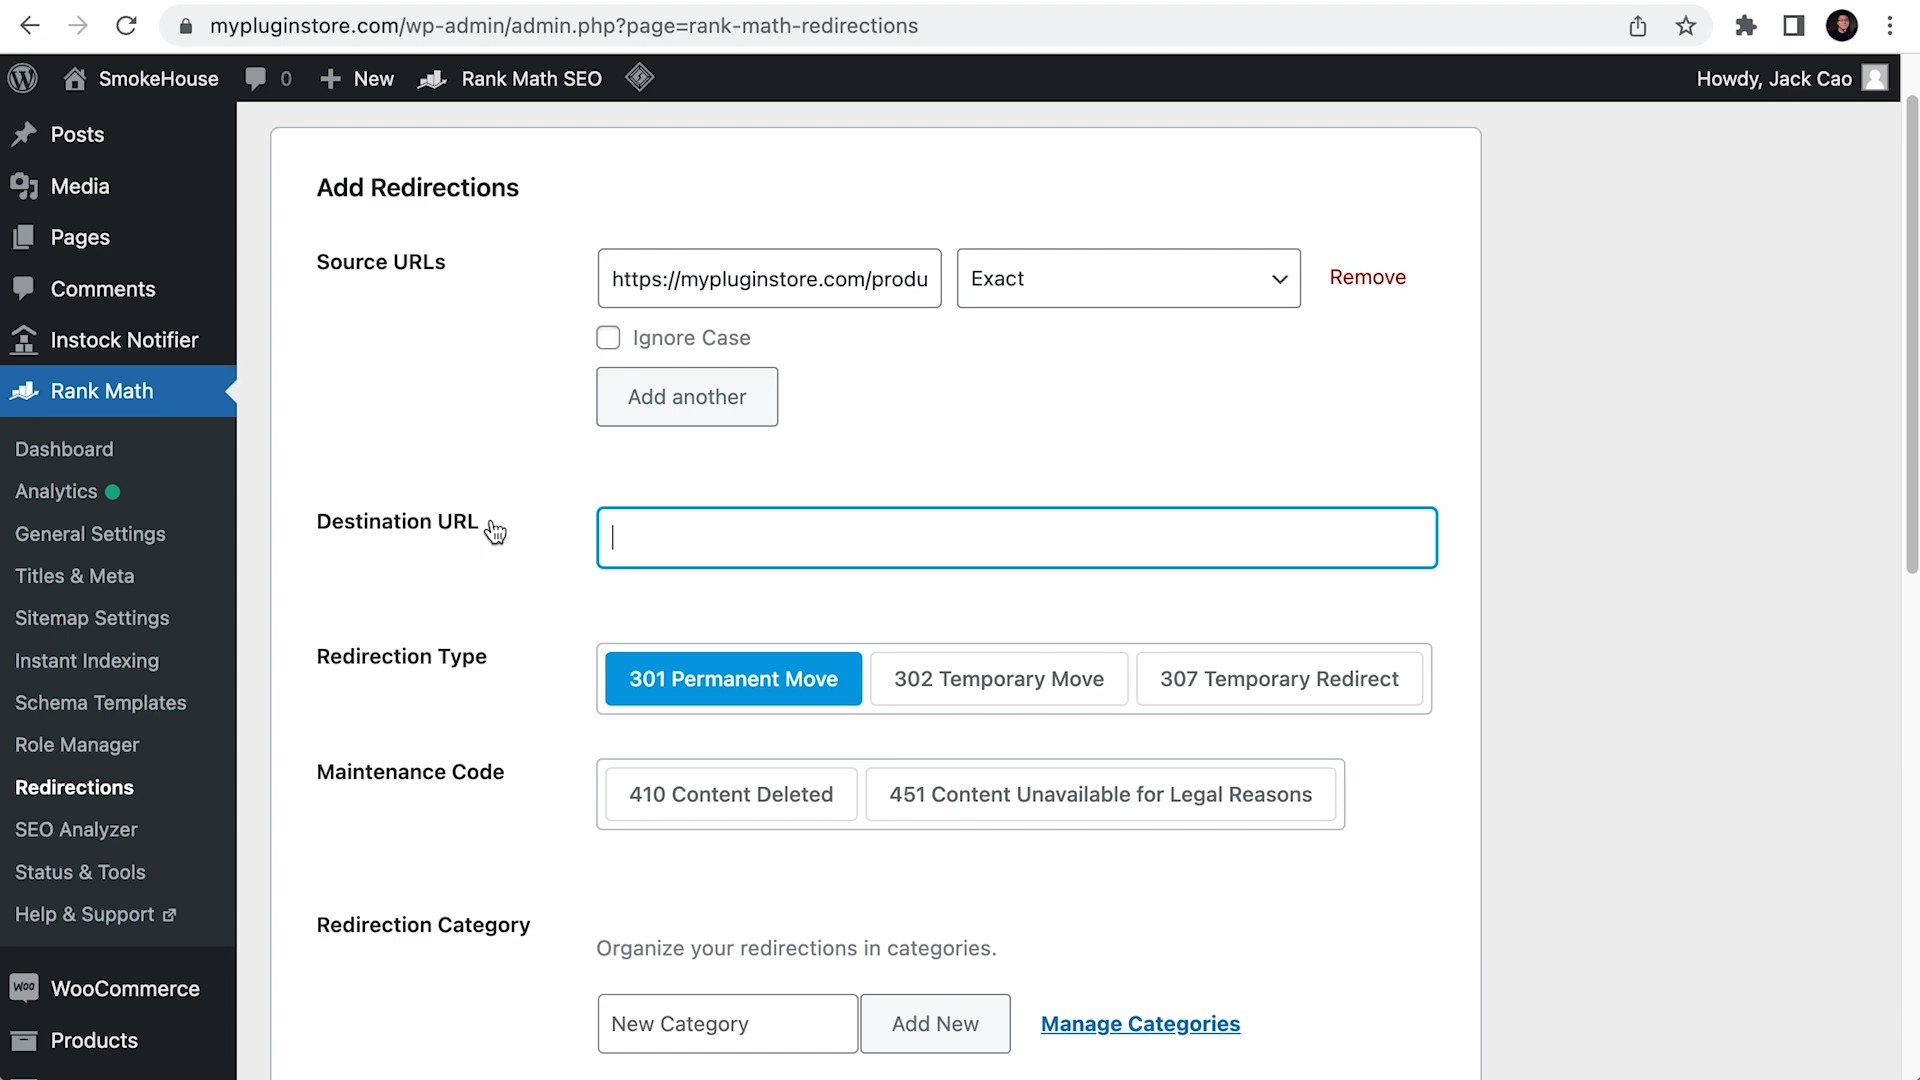 mypluginstore.com/wp-admin/admin.php?page=rank-math-redirections
SmokeHouse
0
New
Rank Math SEO
Howdy, Jack Cao
Posts
Media
Pages
Comments
Instock Notifier
Rank Math
Dashboard
Analytics
General Settings
Titles & Meta
Sitemap Settings
Instant Indexing
Schema Templates
Role Manager
Redirections
SEO Analyzer
Status & Tools
Help & Support
Woo WooCommerce
Products
Add Redirections
Source URLs
https://mypluginstore.com/produ
Exact
Remove
Ignore Case
Add another
Destination URL
Redirection Type
301 Permanent Move
302 Temporary Move
307 Temporary Redirect
Maintenance Code
410 Content Deleted
451 Content Unavailable for Legal Reasons
Redirection Category
Organize your redirections in categories.
New Category
Add New
Manage Categories